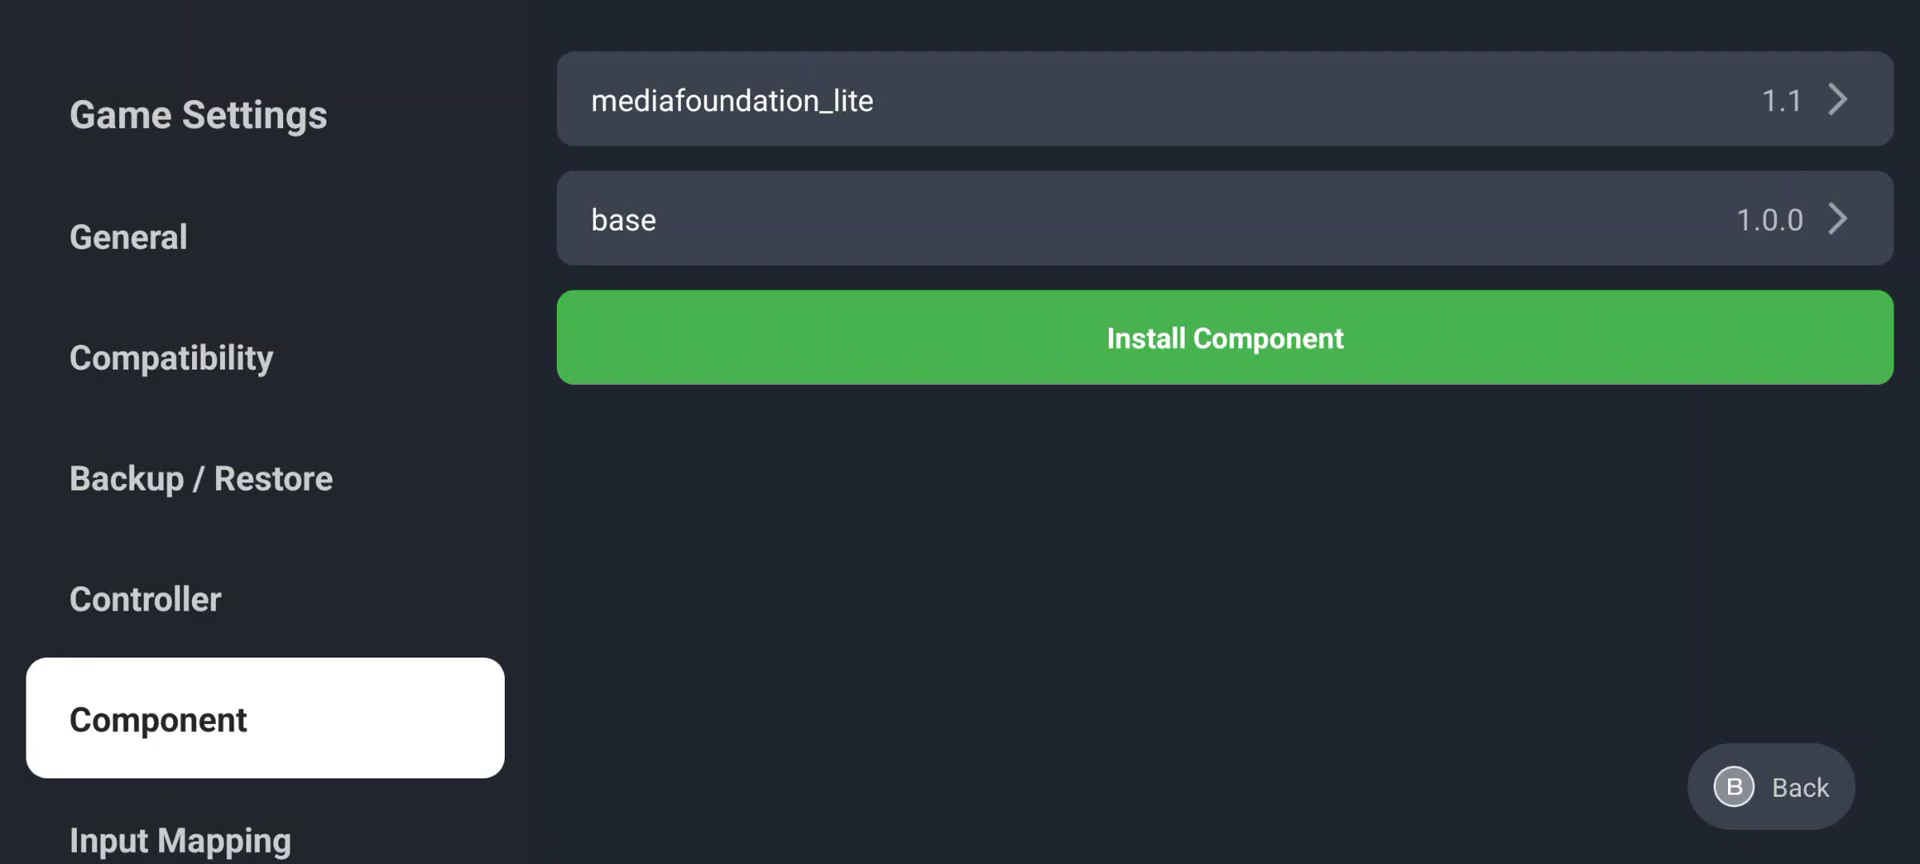 Game Settings
General
Compatibility
Backup / Restore
Controller
Component
Input Mapping
mediafoundation_lite 1.1
base 1.0.0
Install Component
B Back